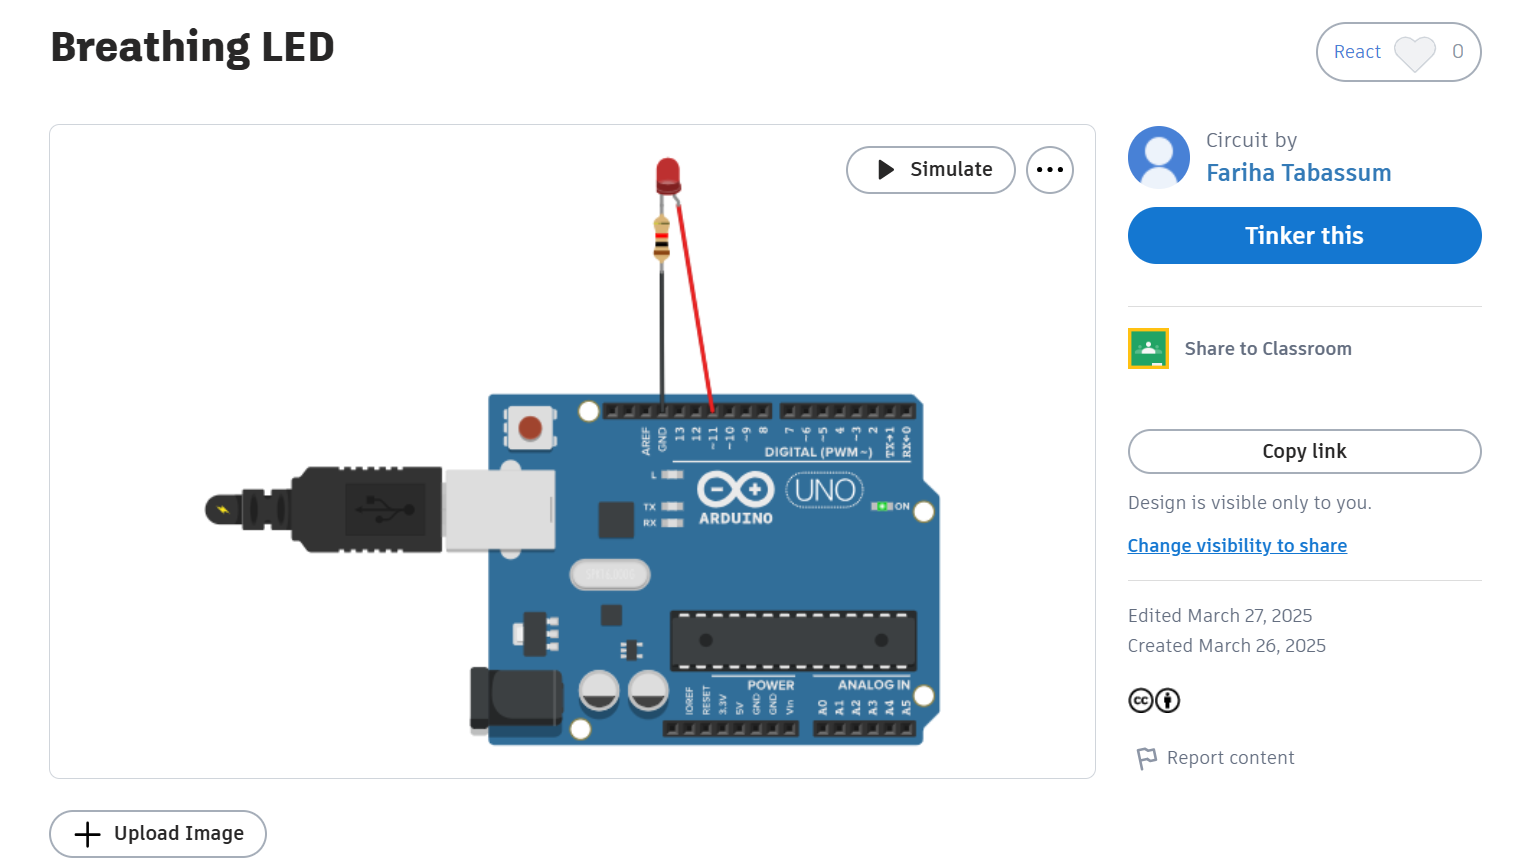 Breathing LED
React 0
Simulate
Circuit by
Fariha Tabassum
Tinker this
Share to Classroom
Copy link
Design is visible only to you.
Change visibility to share
Edited March 27, 2025
Created March 26, 2025
cc
Report content
AREF
GND
13
12
~11
~10
~9
8
7
~6
~5
4
~3
2
TX→1
RX←0
DIGITAL (PWM ~)
L
TX
RX
UNO
ARDUINO
ON
POWER
ANALOG IN
IOREF
RESET
3.3V
5V
GND
GND
Vin
A0
A1
A2
A3
A4
A5
Upload Image